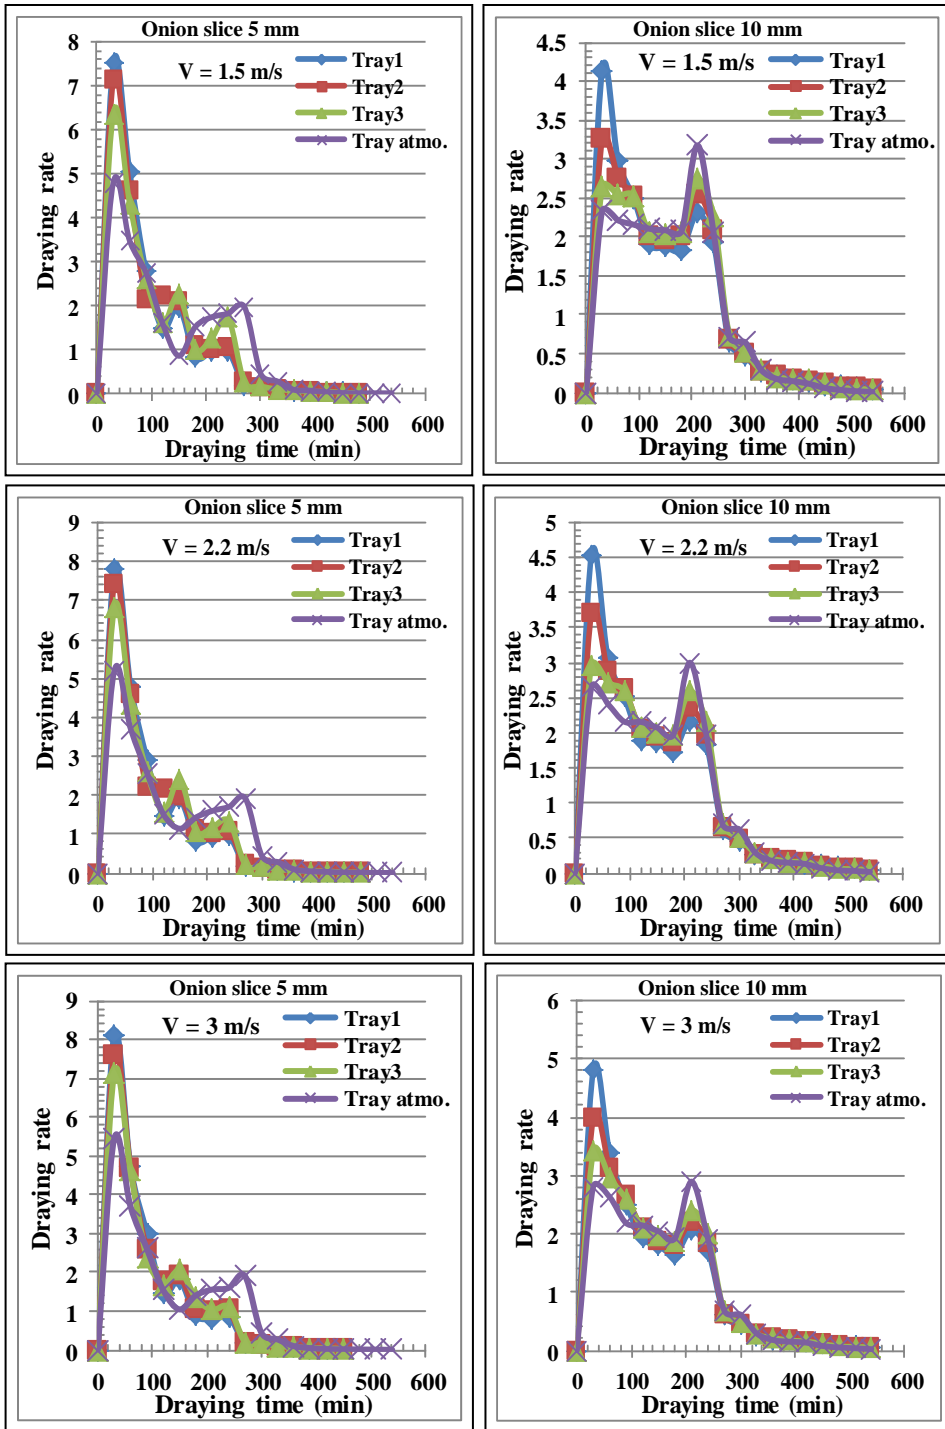 Onion slice 5 mm
V = 1.5 m/s
Tray1
Tray2
Tray3
Tray atmo.
Draying rate
8
7
6
5
4
3
2
1
0
0 100 200 300 400 500 600
Draying time (min)
Onion slice 10 mm
V = 1.5 m/s
Tray1
Tray2
Tray3
Tray atmo.
Draying rate
4.5
4
3.5
3
2.5
2
1.5
1
0.5
0
0 100 200 300 400 500 600
Draying time (min)
Onion slice 5 mm
V = 2.2 m/s
Tray1
Tray2
Tray3
Tray atmo.
Draying rate
9
8
7
6
5
4
3
2
1
0
0 100 200 300 400 500 600
Draying time (min)
Onion slice 10 mm
V = 2.2 m/s
Tray1
Tray2
Tray3
Tray atmo.
Draying rate
5
4.5
4
3.5
3
2.5
2
1.5
1
0.5
0
0 100 200 300 400 500 600
Draying time (min)
Onion slice 5 mm
V = 3 m/s
Tray1
Tray2
Tray3
Tray atmo.
Draying rate
9
8
7
6
5
4
3
2
1
0
0 100 200 300 400 500 600
Draying time (min)
Onion slice 10 mm
V = 3 m/s
Tray1
Tray2
Tray3
Tray atmo.
Draying rate
6
5
4
3
2
1
0
0 100 200 300 400 500 600
Draying time (min)